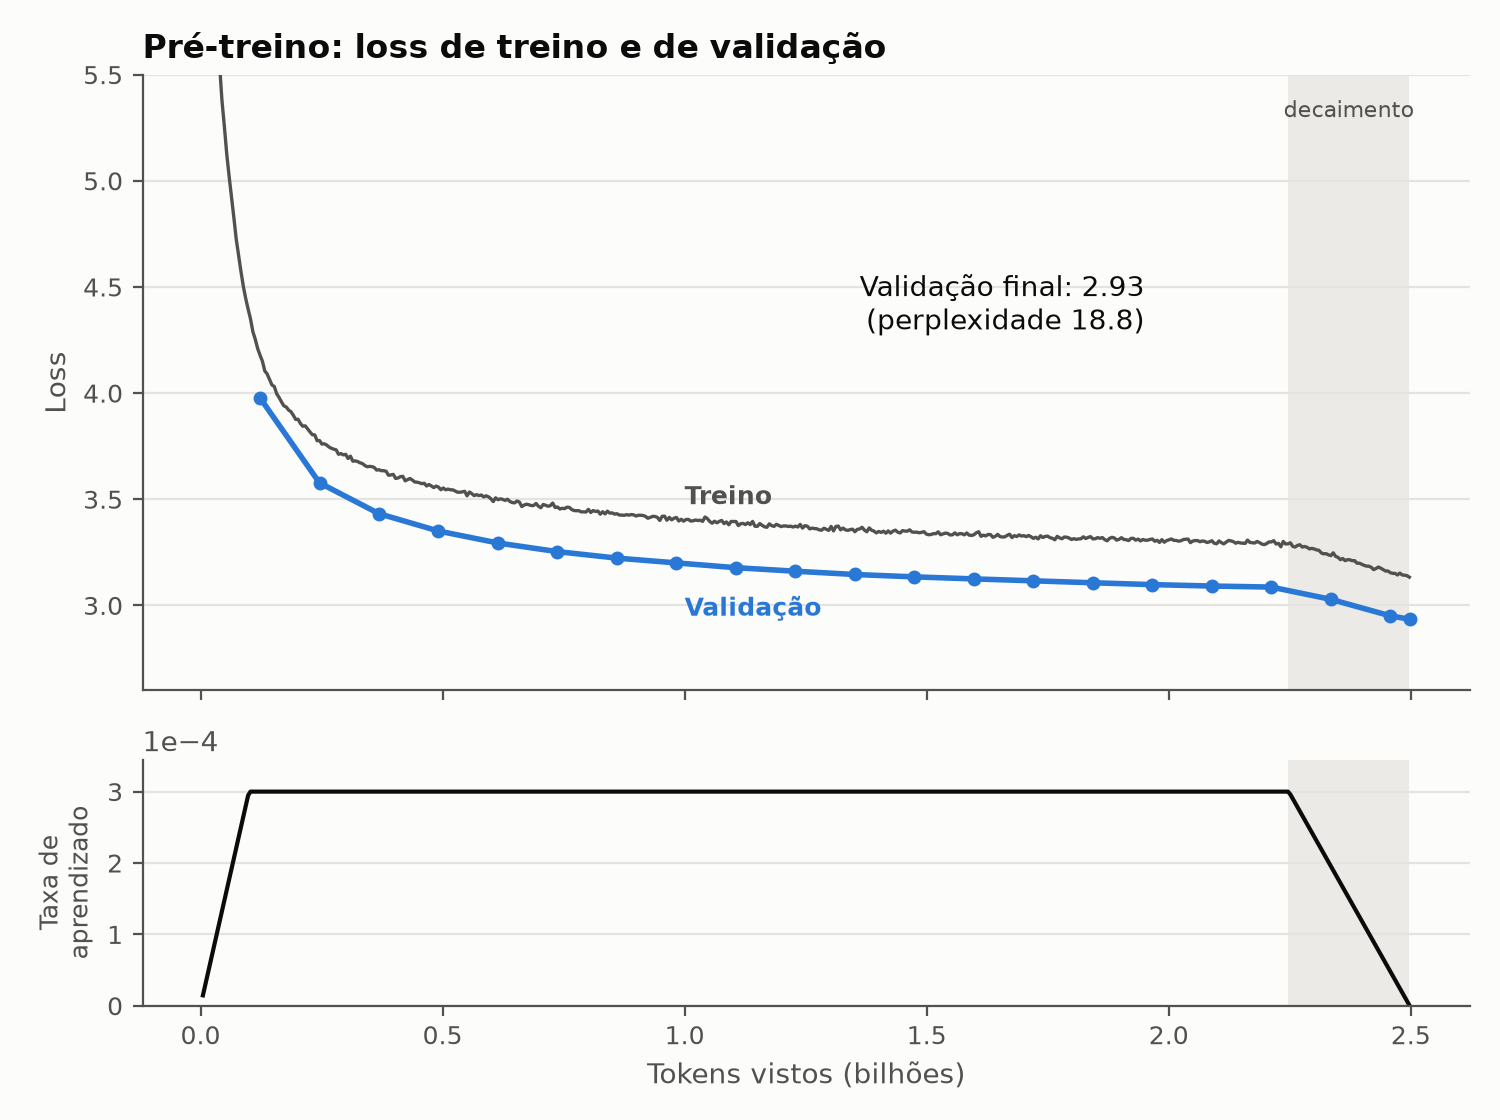 Pré-treino: loss de treino e de validação
5.5
decaimento
5.0
Validação final: 2.93
(perplexidade 18.8)
4.5
Loss
4.0
Treino
3.5
Validação
3.0
1e−4
Taxa de
aprendizado
3
2
1
0
0.0 0.5 1.0 1.5 2.0 2.5
Tokens vistos (bilhões)